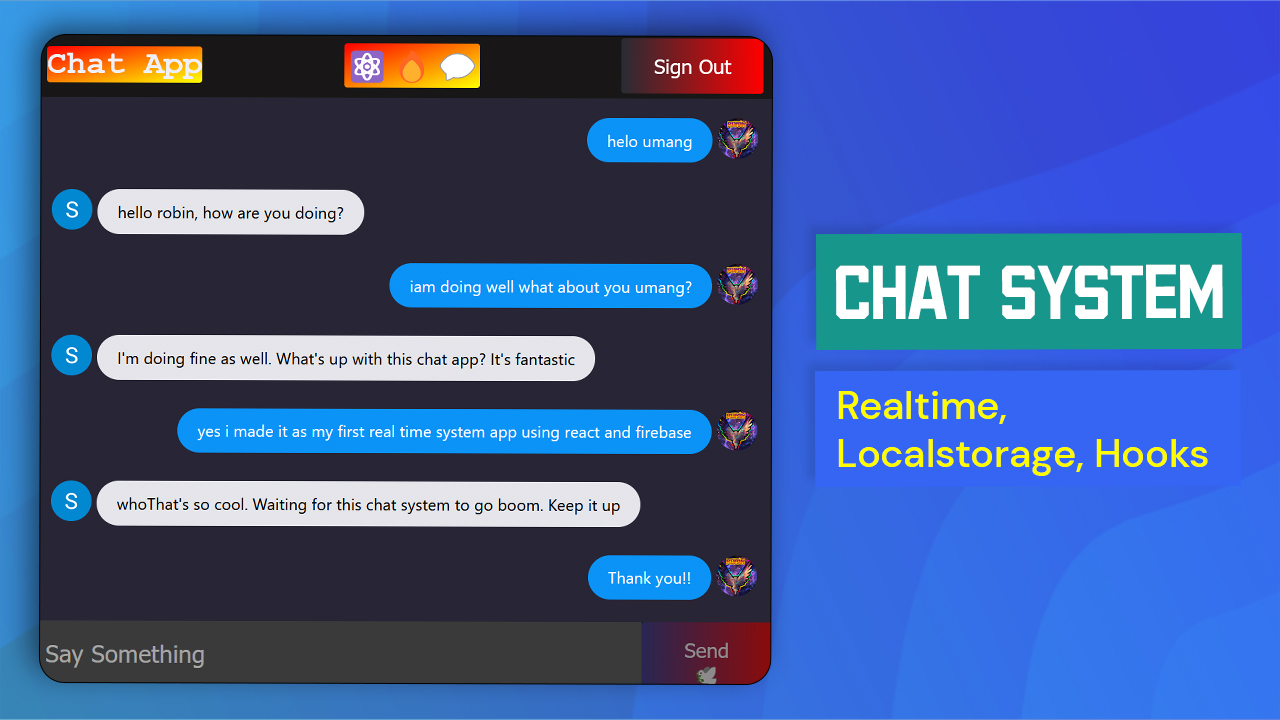 Chat App
Sign Out
helo umang
S
hello robin, how are you doing?
iam doing well what about you umang?
S
I'm doing fine as well. What's up with this chat app? It's fantastic
yes i made it as my first real time system app using react and firebase
S
whoThat's so cool. Waiting for this chat system to go boom. Keep it up
Thank you!!
Say Something
Send
CHAT SYSTEM
Realtime,
Localstorage, Hooks